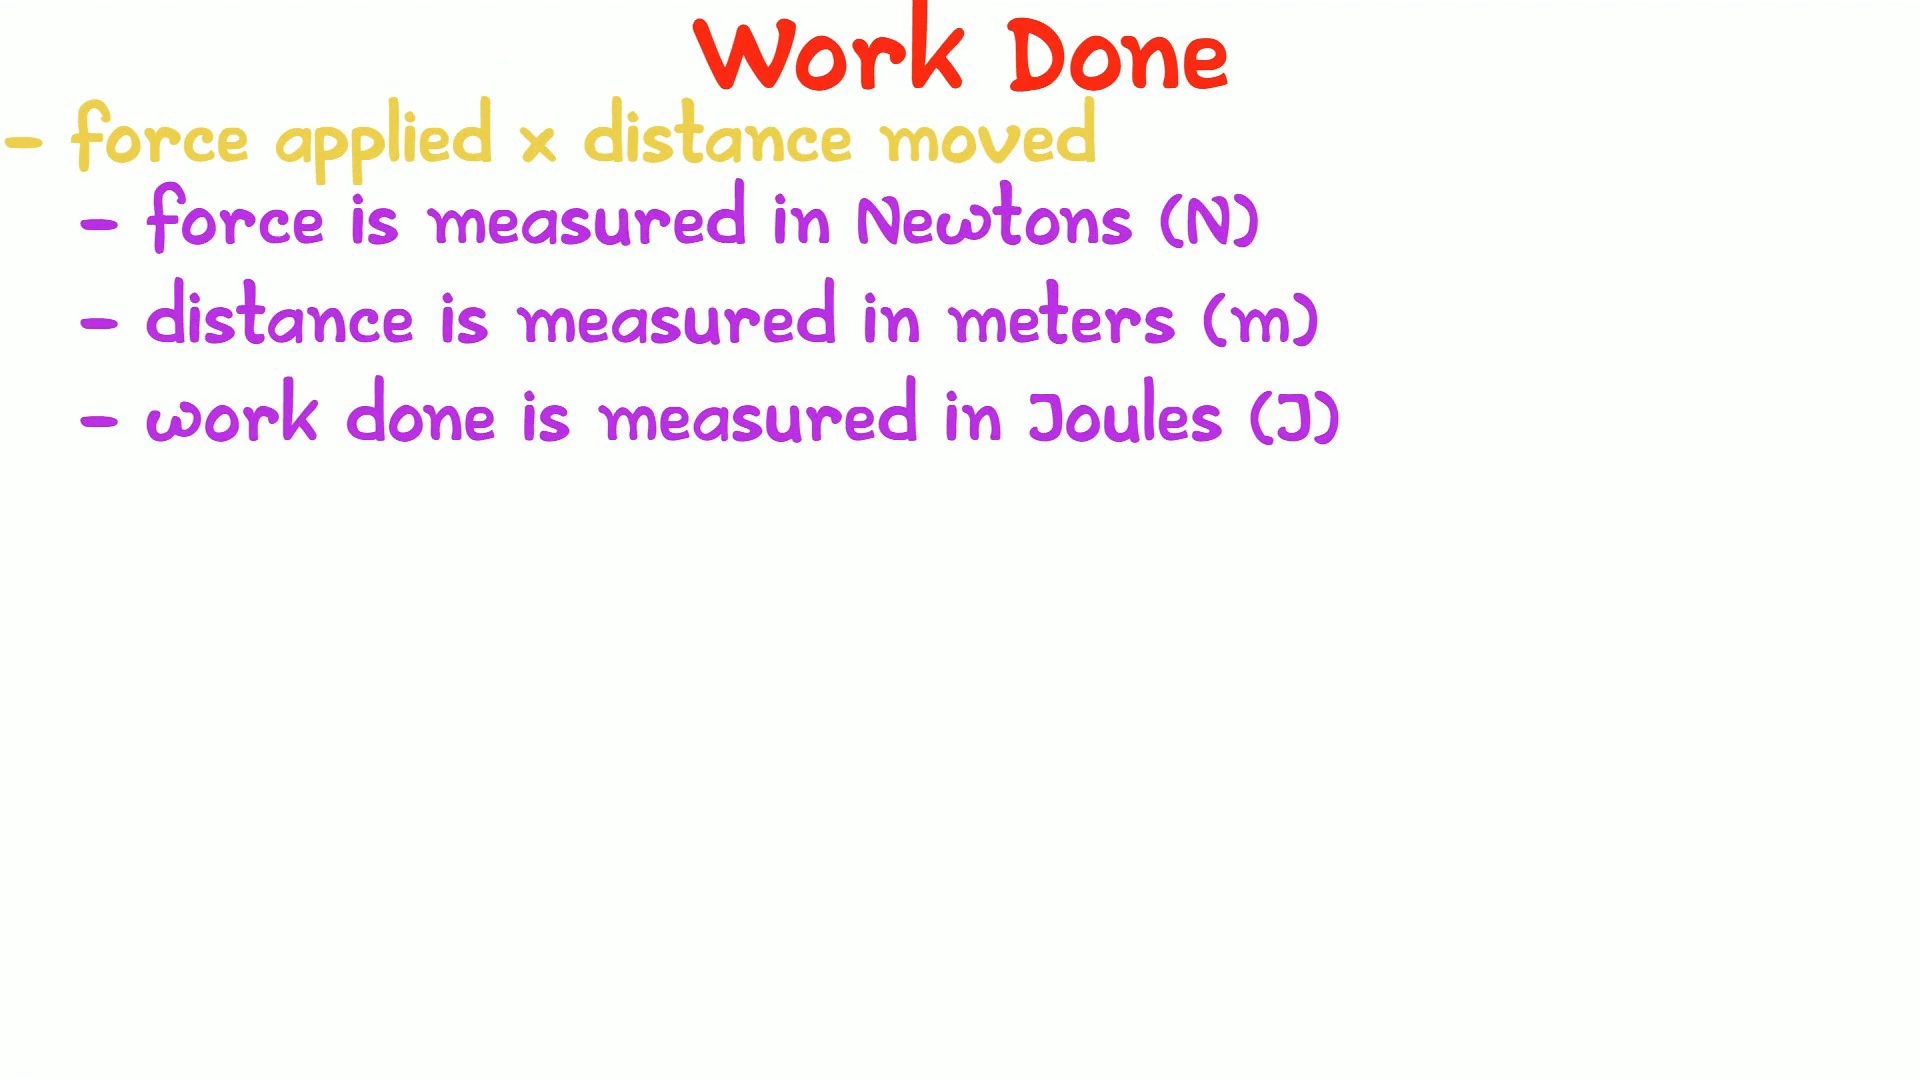 Work Done
- force applied x distance moved
- force is measured in Newtons (N)
- distance is measured in meters (m)
- work done is measured in Joules (J)